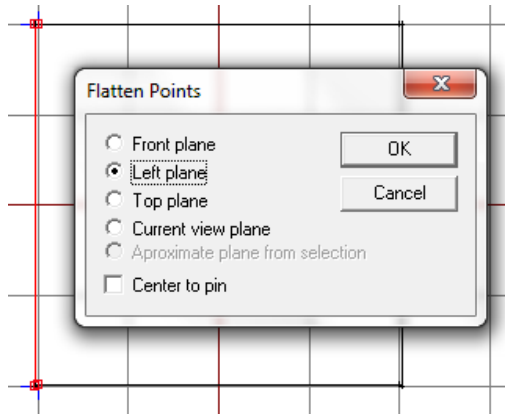 Flatten Points
Front plane
OK
Left plane
Cancel
Top plane
Current view plane
Aproximate plane from selection
Center to pin